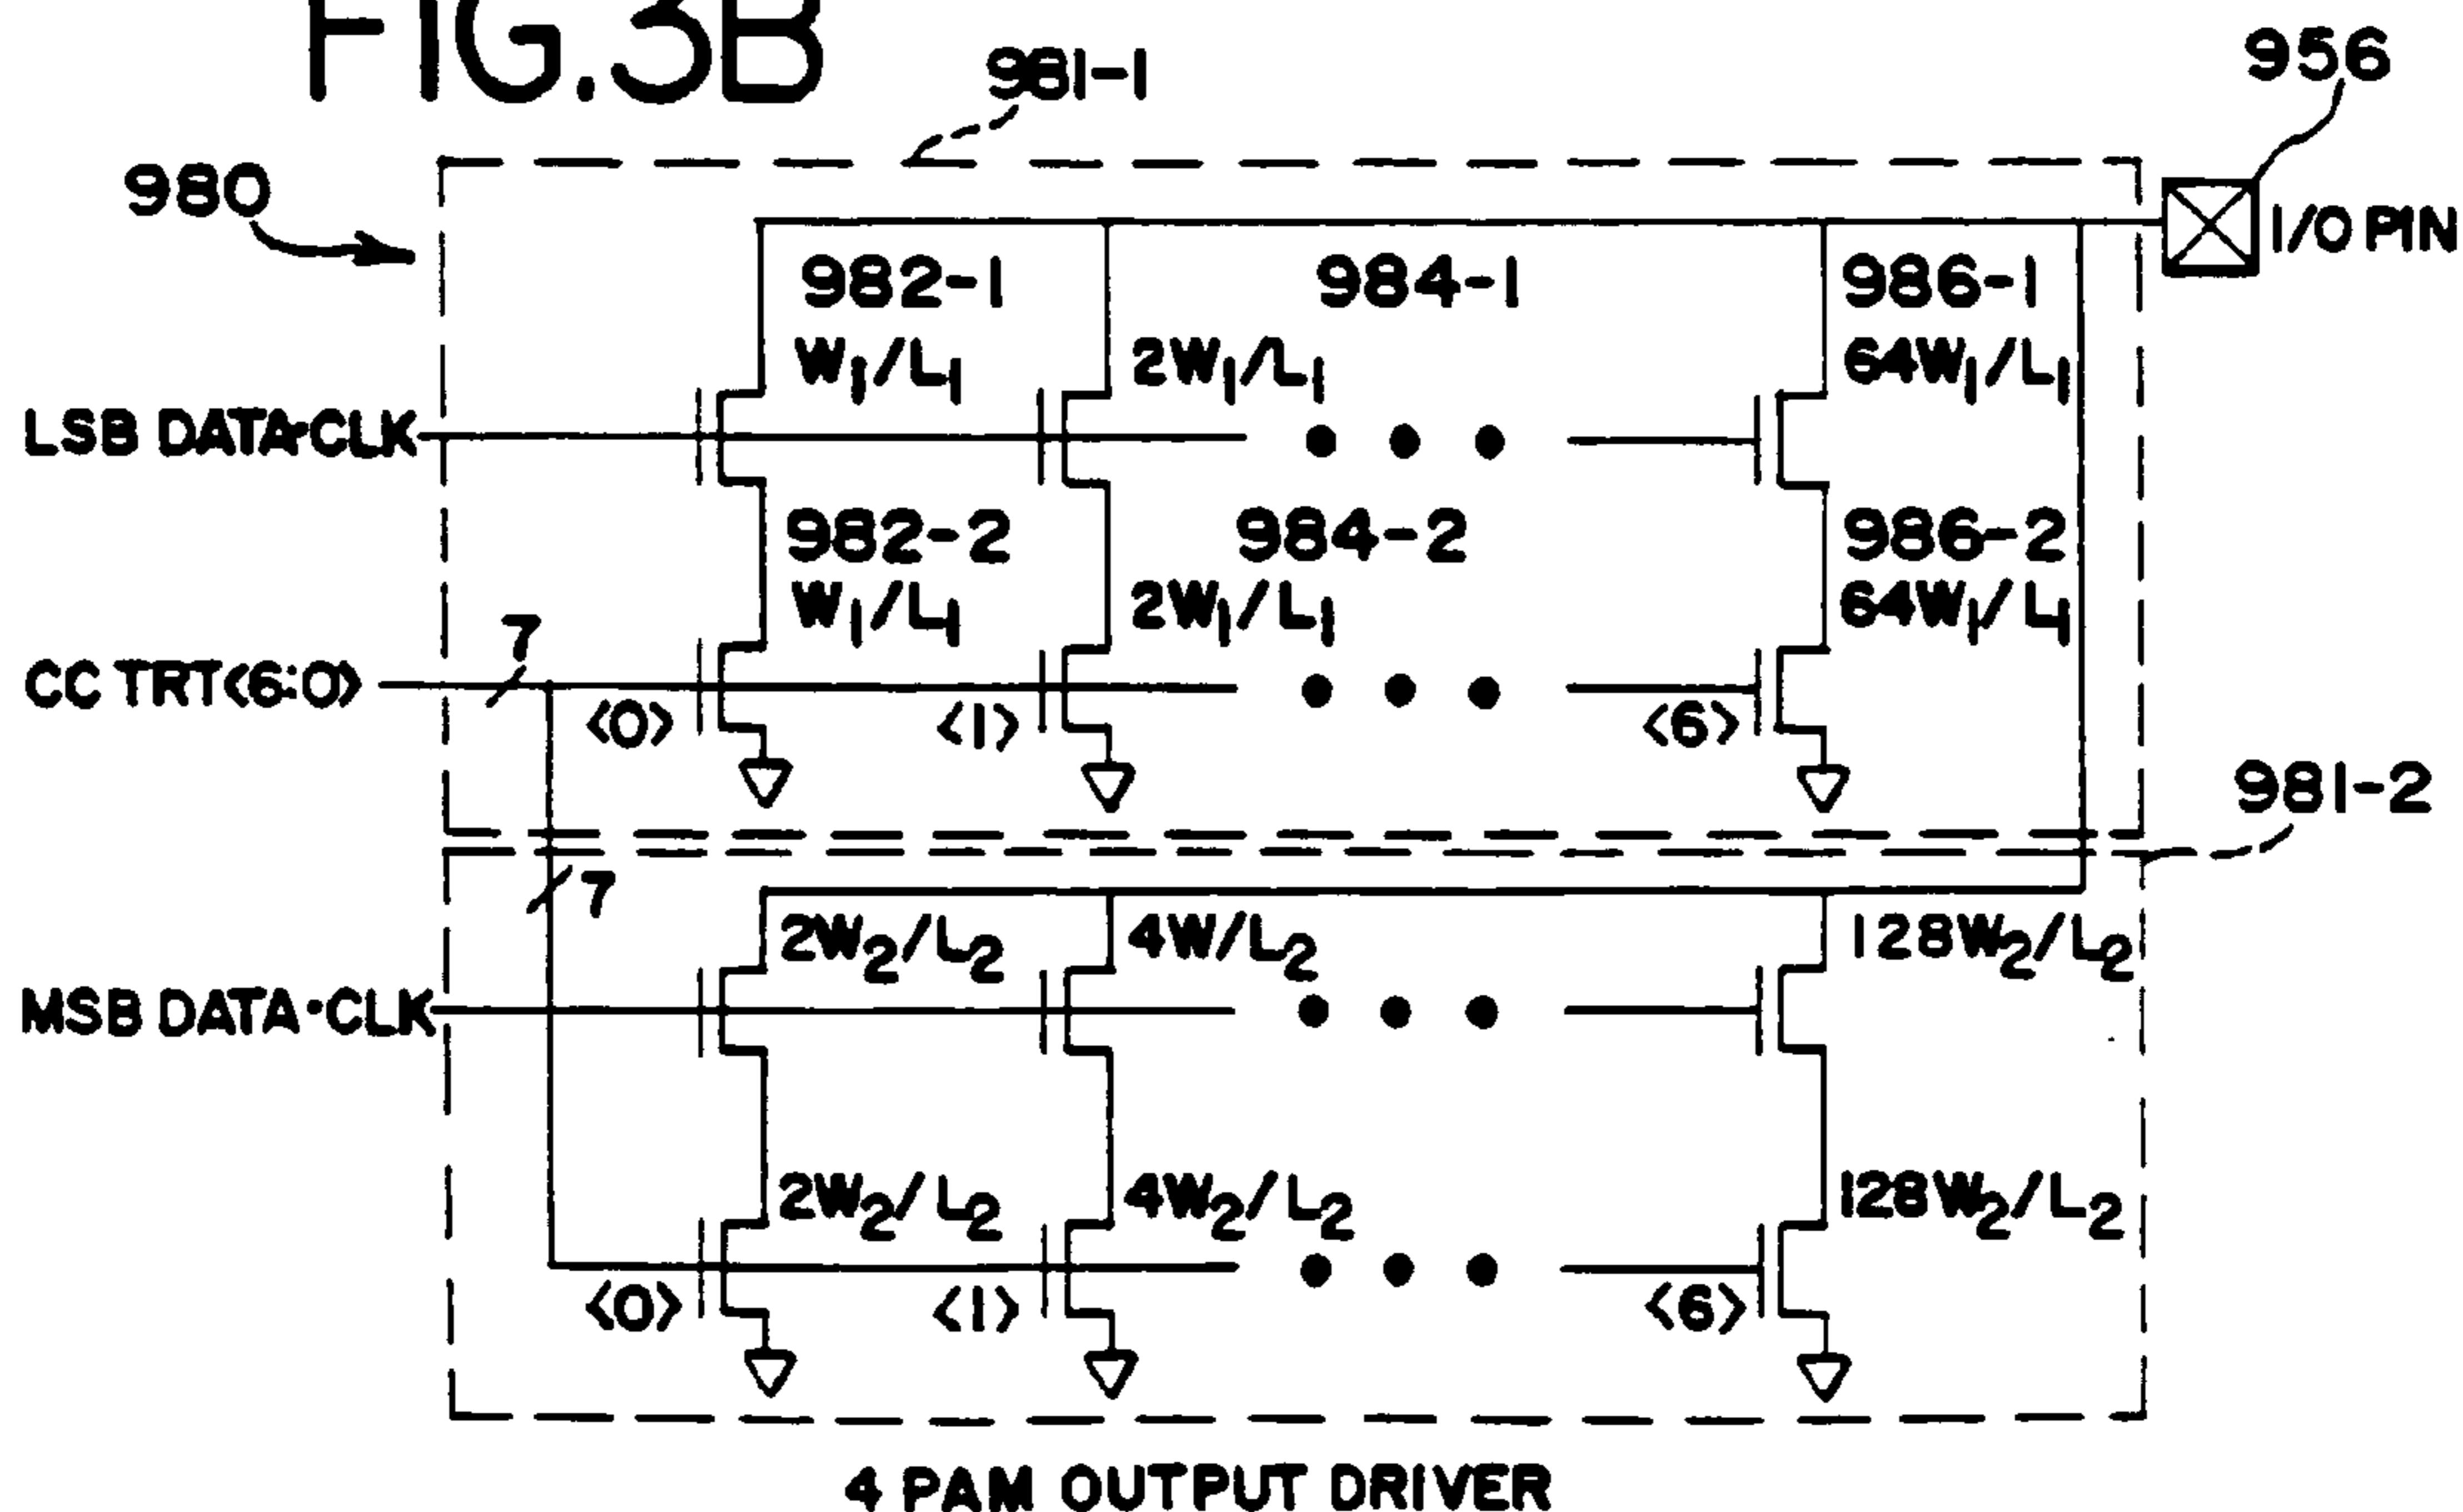 FIG.3B
981-1
956
980
I/O PIN
982-1
984-1
986-1
W1/L1
2W1/L1
64W1/L1
LSB DATA·CLK
982-2
984-2
986-2
W1/L1
2W1/L1
64W1/L1
7
CC TRT<6:0>
<0>
<1>
<6>
981-2
7
2W2/L2
4W/L2
128W2/L2
MSB DATA·CLK
2W2/L2
4W2/L2
128W2/L2
<0>
<1>
<6>
4 PAM OUTPUT DRIVER